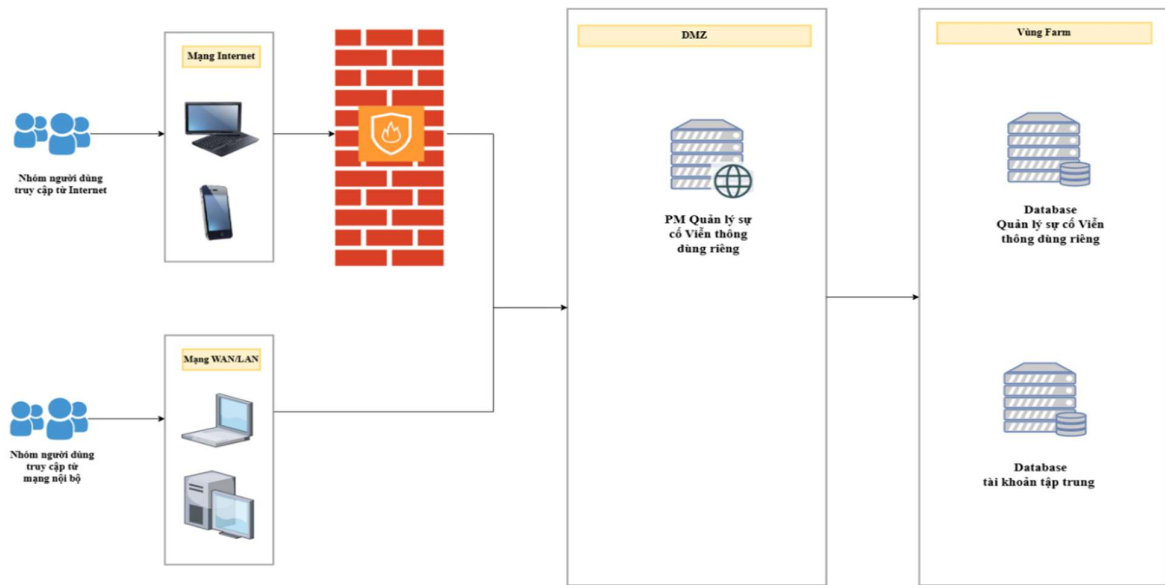 Mạng Internet
Nhóm người dùng
truy cập từ Internet
Mạng WAN/LAN
Nhóm người dùng
truy cập từ
mạng nội bộ
DMZ
PM Quản lý sự
cố Viễn thông
dùng riêng
Vùng Farm
Database
Quản lý sự cố Viễn
thông dùng riêng
Database
tài khoản tập trung